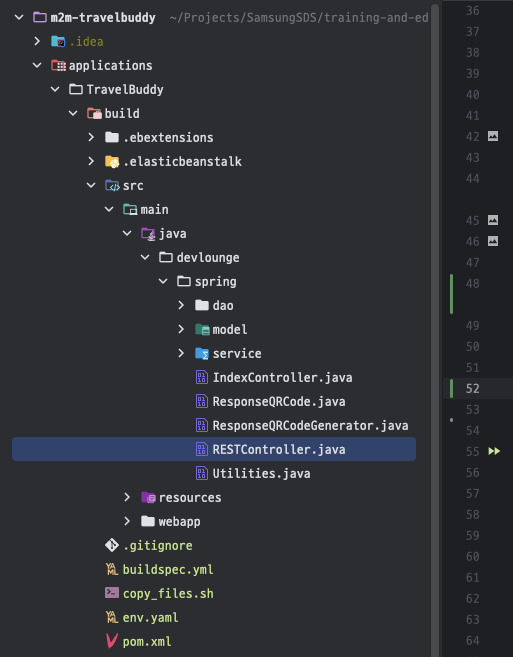 m2m-travelbuddy ~/Projects/SamsungSDS/training-and-ed
.idea
applications
TravelBuddy
build
.ebextensions
.elasticbeanstalk
src
main
java
devlounge
spring
dao
model
service
IndexController.java
ResponseQRCode.java
ResponseQRCodeGenerator.java
RESTController.java
Utilities.java
resources
webapp
.gitignore
buildspec.yml
copy_files.sh
env.yaml
pom.xml
36
37
38
39
40
41
42
43
44
45
46
47
48
49
50
51
52
53
54
55
56
57
58
59
60
61
62
63
64